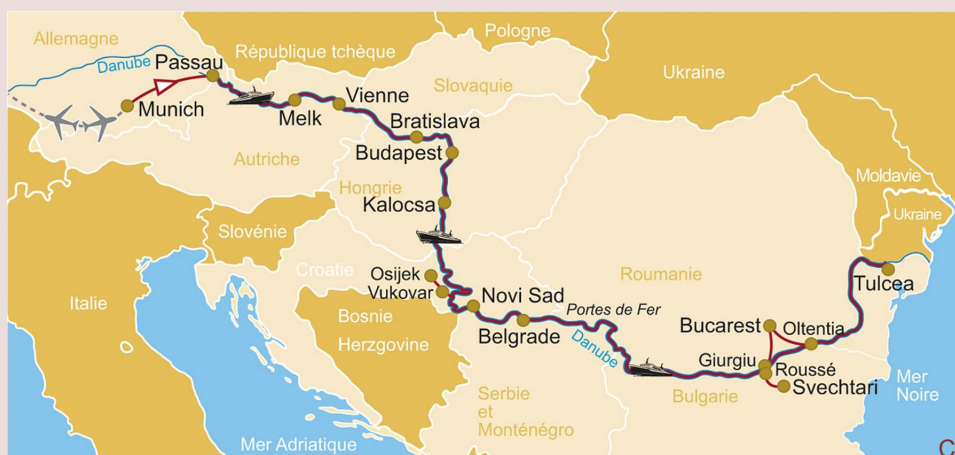 Allemagne
République tchèque
Pologne
Ukraine
Danube
Passau
Munich
Melk
Vienne
Slovaquie
Bratislava
Budapest
Autriche
Hongrie
Kalocsa
Moldavie
Ukraine
Slovénie
Croatie
Osijek
Vukovar
Novi Sad
Belgrade
Portes de Fer
Danube
Roumanie
Tulcea
Italie
Bosnie
Herzgovine
Bucarest
Oltentia
Giurgiu
Roussé
Svechtari
Bulgarie
Mer
Noire
Serbie
et
Monténégro
Mer Adriatique
C